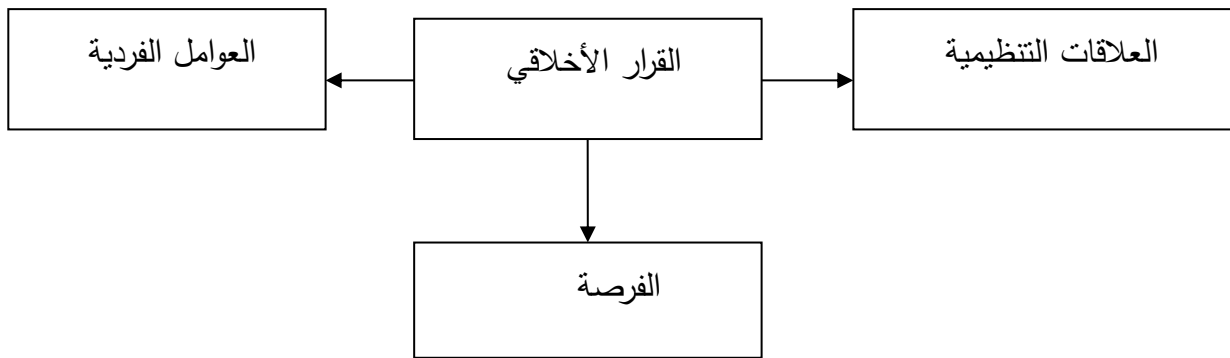 العلاقات التنظيمية
القرار الأخلاقي
العوامل الفردية
الفرصة